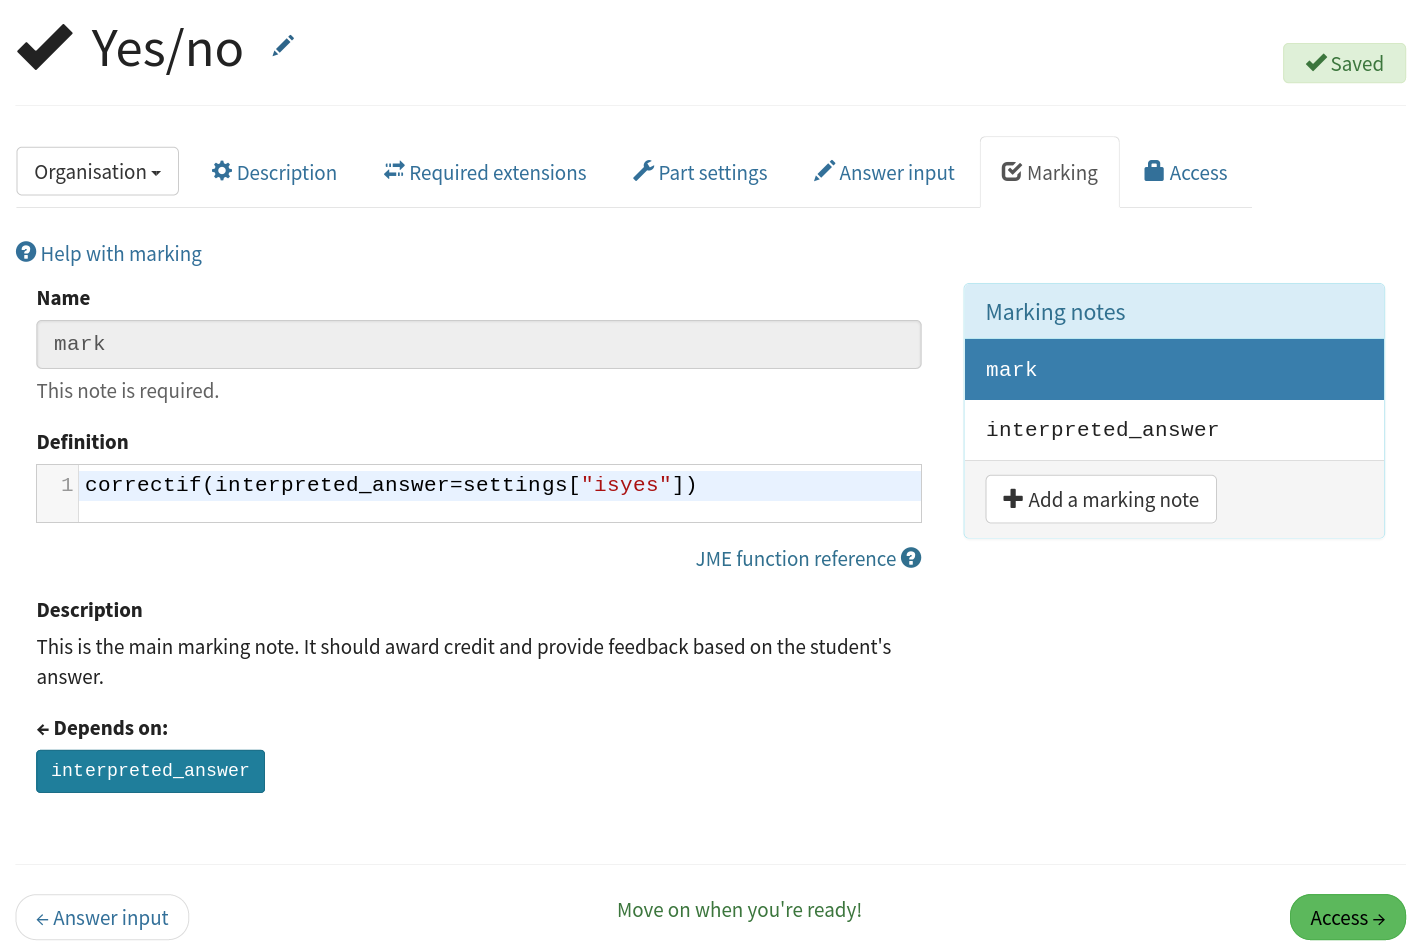 Yes/no
Saved
Organisation
Description
Required extensions
Part settings
Answer input
Marking
Access
Help with marking
Name
mark
This note is required.
Definition
1 correctif(interpreted_answer=settings["isyes"])
JME function reference
Description
This is the main marking note. It should award credit and provide feedback based on the student's
answer.
← Depends on:
interpreted_answer
Marking notes
mark
interpreted_answer
Add a marking note
← Answer input
Move on when you're ready!
Access →